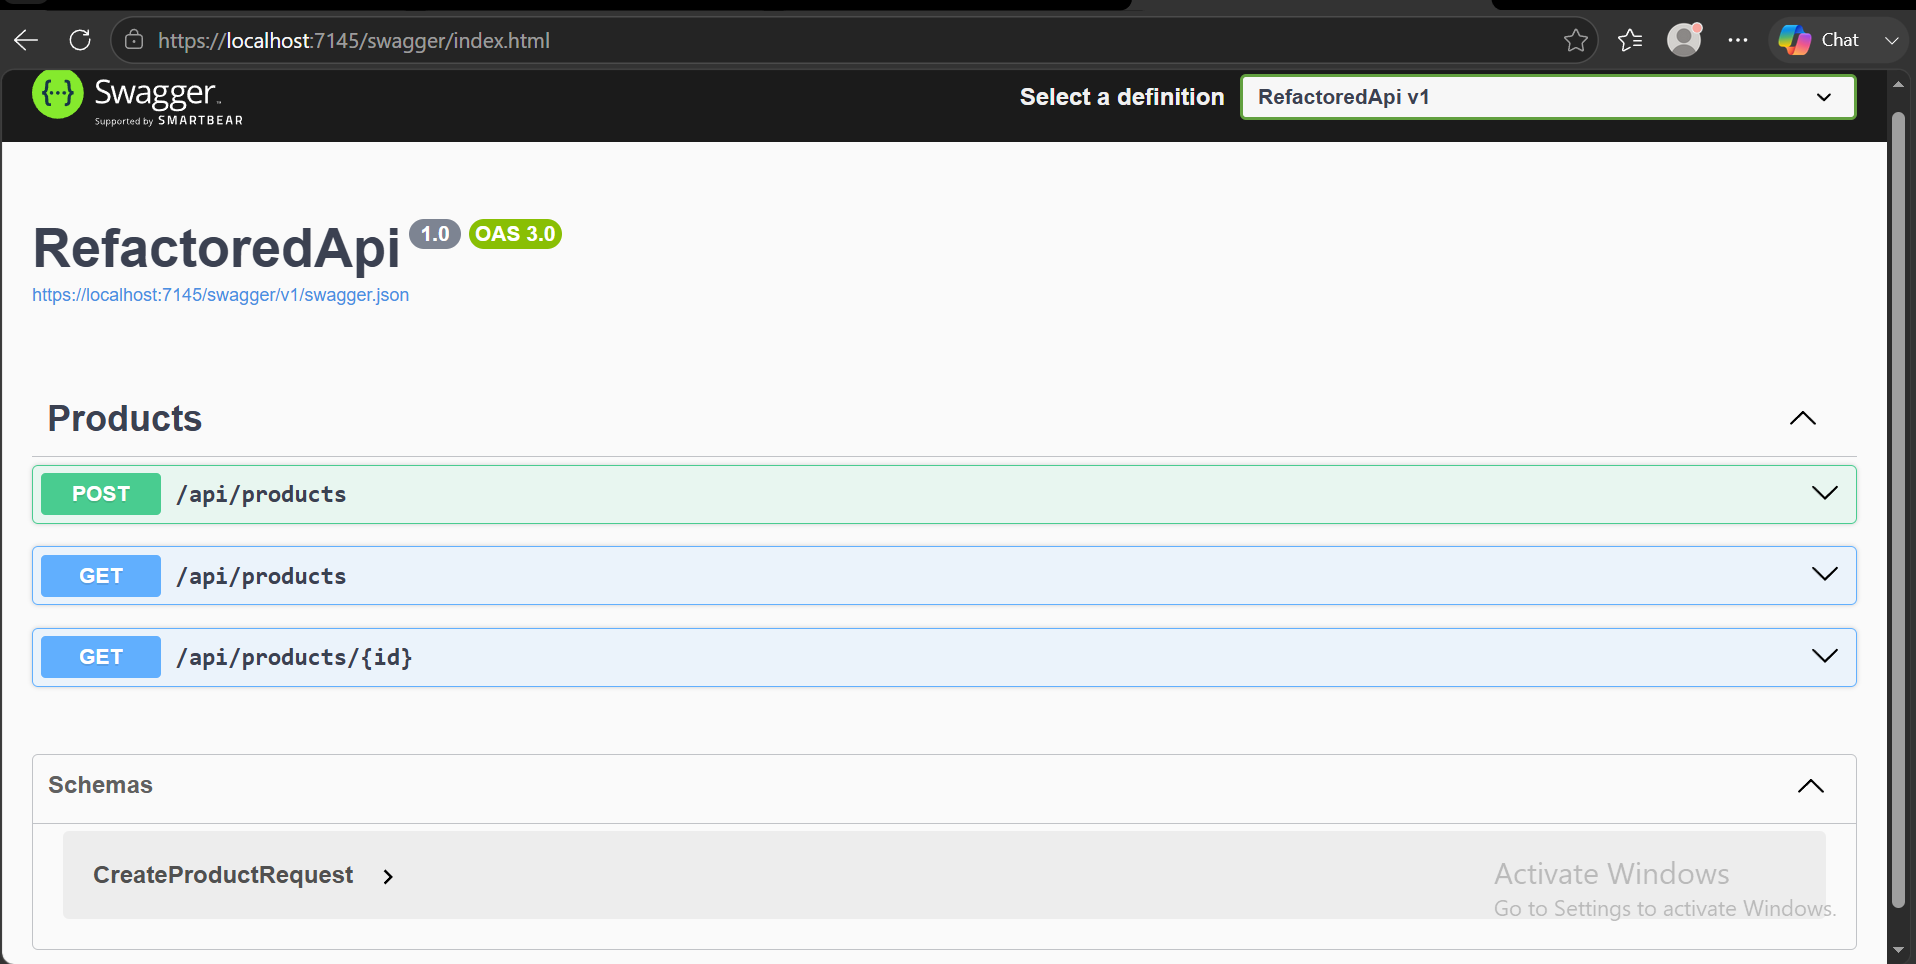 https://localhost:7145/swagger/index.html
Chat
{···} Swagger™
Supported by SMARTBEAR
Select a definition
RefactoredApi v1
RefactoredApi 1.0 OAS 3.0
https://localhost:7145/swagger/v1/swagger.json
Products
POST /api/products
GET /api/products
GET /api/products/{id}
Schemas
CreateProductRequest
Activate Windows
Go to Settings to activate Windows.